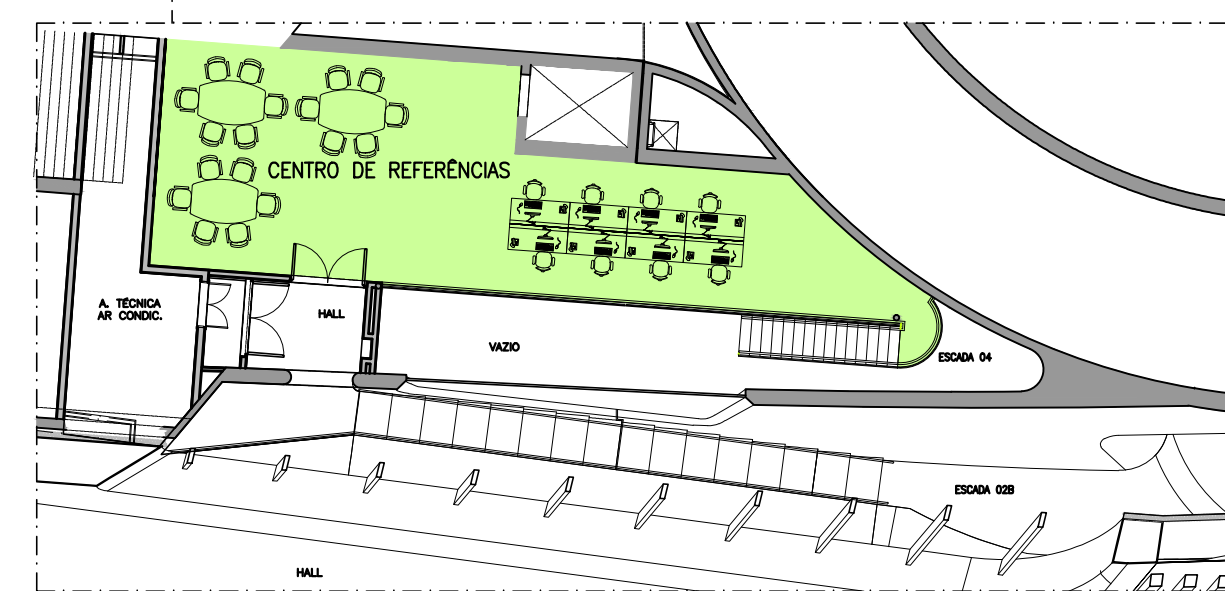 CENTRO DE REFERÊNCIAS
A. TÉCNICA
AR CONDIC.
HALL
VAZIO
ESCADA 04
ESCADA 02B
HALL